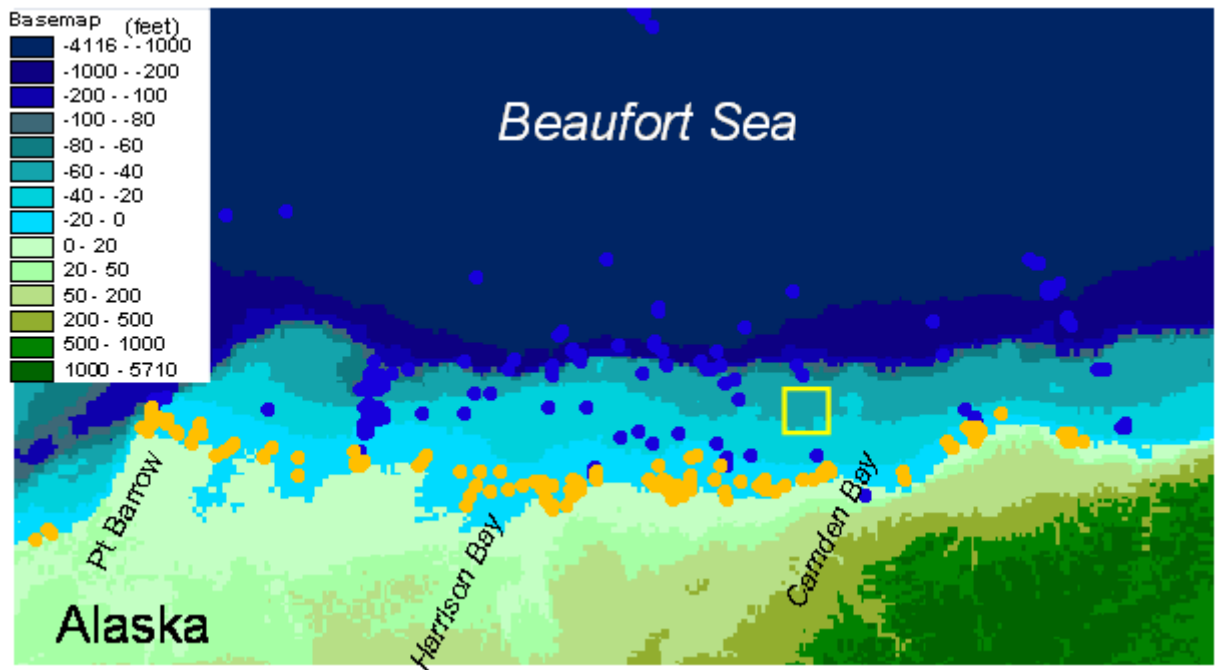 Basemap (feet)
-4116 - -1000
-1000 - -200
-200 - -100
-100 - -80
-80 - -60
-60 - -40
-40 - -20
-20 - 0
0 - 20
20 - 50
50 - 200
200 - 500
500 - 1000
1000 - 5710
Beaufort Sea
Pt Barrow
Harrison Bay
Camden Bay
Alaska